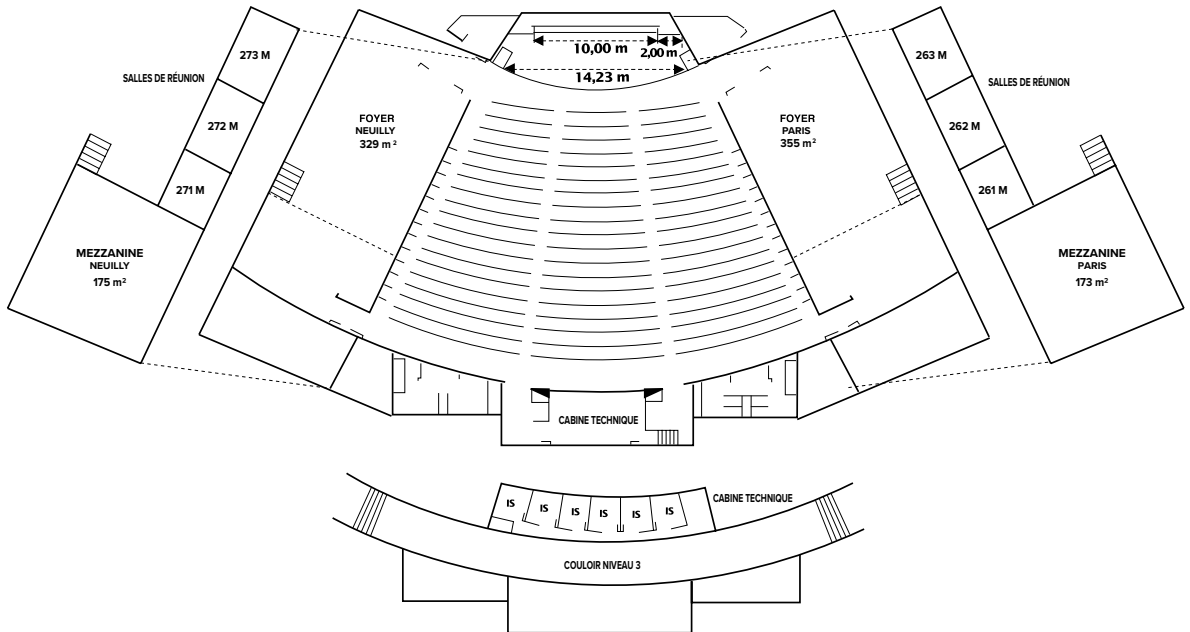 10,00 m
2,00 m
14,23 m
273 M
SALLES DE RÉUNION
272 M
271 M
MEZZANINE
NEUILLY
175 m²
FOYER
NEUILLY
329 m²
FOYER
PARIS
355 m²
263 M
SALLES DE RÉUNION
262 M
261 M
MEZZANINE
PARIS
173 m²
CABINE TECHNIQUE
IS
IS
IS
IS
IS
IS
CABINE TECHNIQUE
COULOIR NIVEAU 3